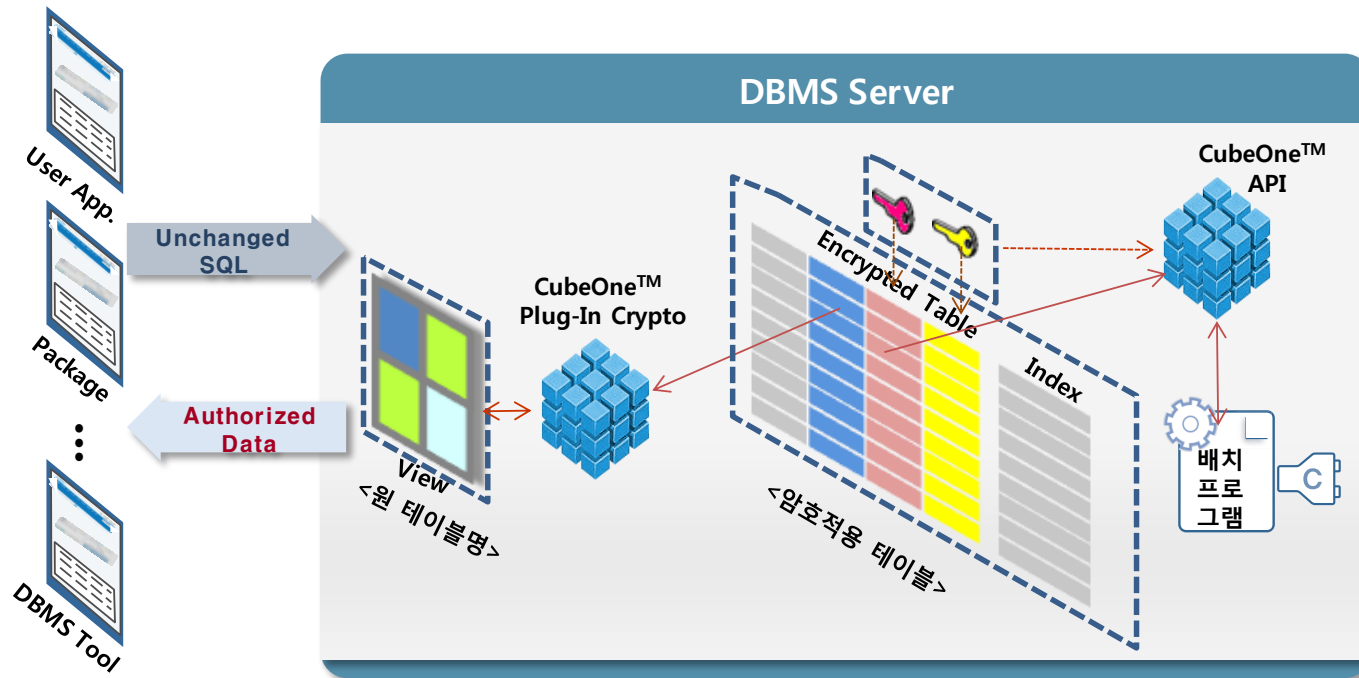 DBMS Server
User App.
Package
DBMS Tool
Unchanged
SQL
Authorized
Data
View
<원 테이블명>
CubeOne™
Plug-In Crypto
Encrypted Table
Index
<암호적용 테이블>
CubeOne™
API
배치
프로
그램
C